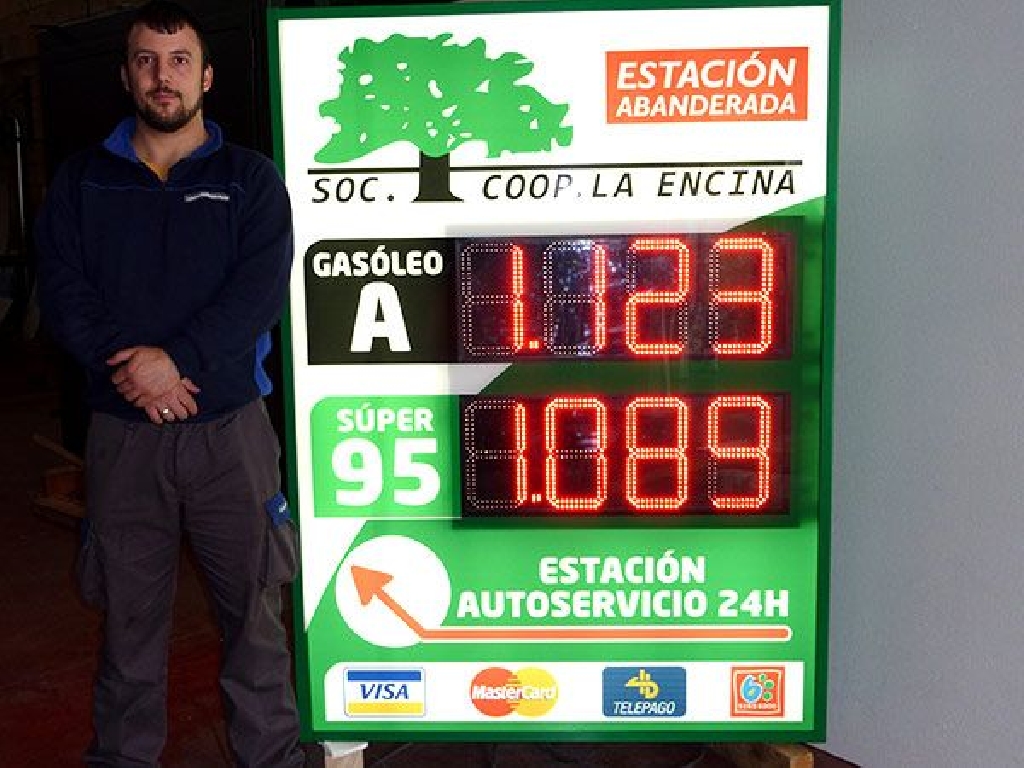 ESTACIÓN
ABANDERADA
SOC. COOP. LA ENCINA
GASÓLEO
A
1.123
SÚPER
95
1.089
ESTACIÓN
AUTOSERVICIO 24H
VISA
MasterCard
TELEPAGO
6